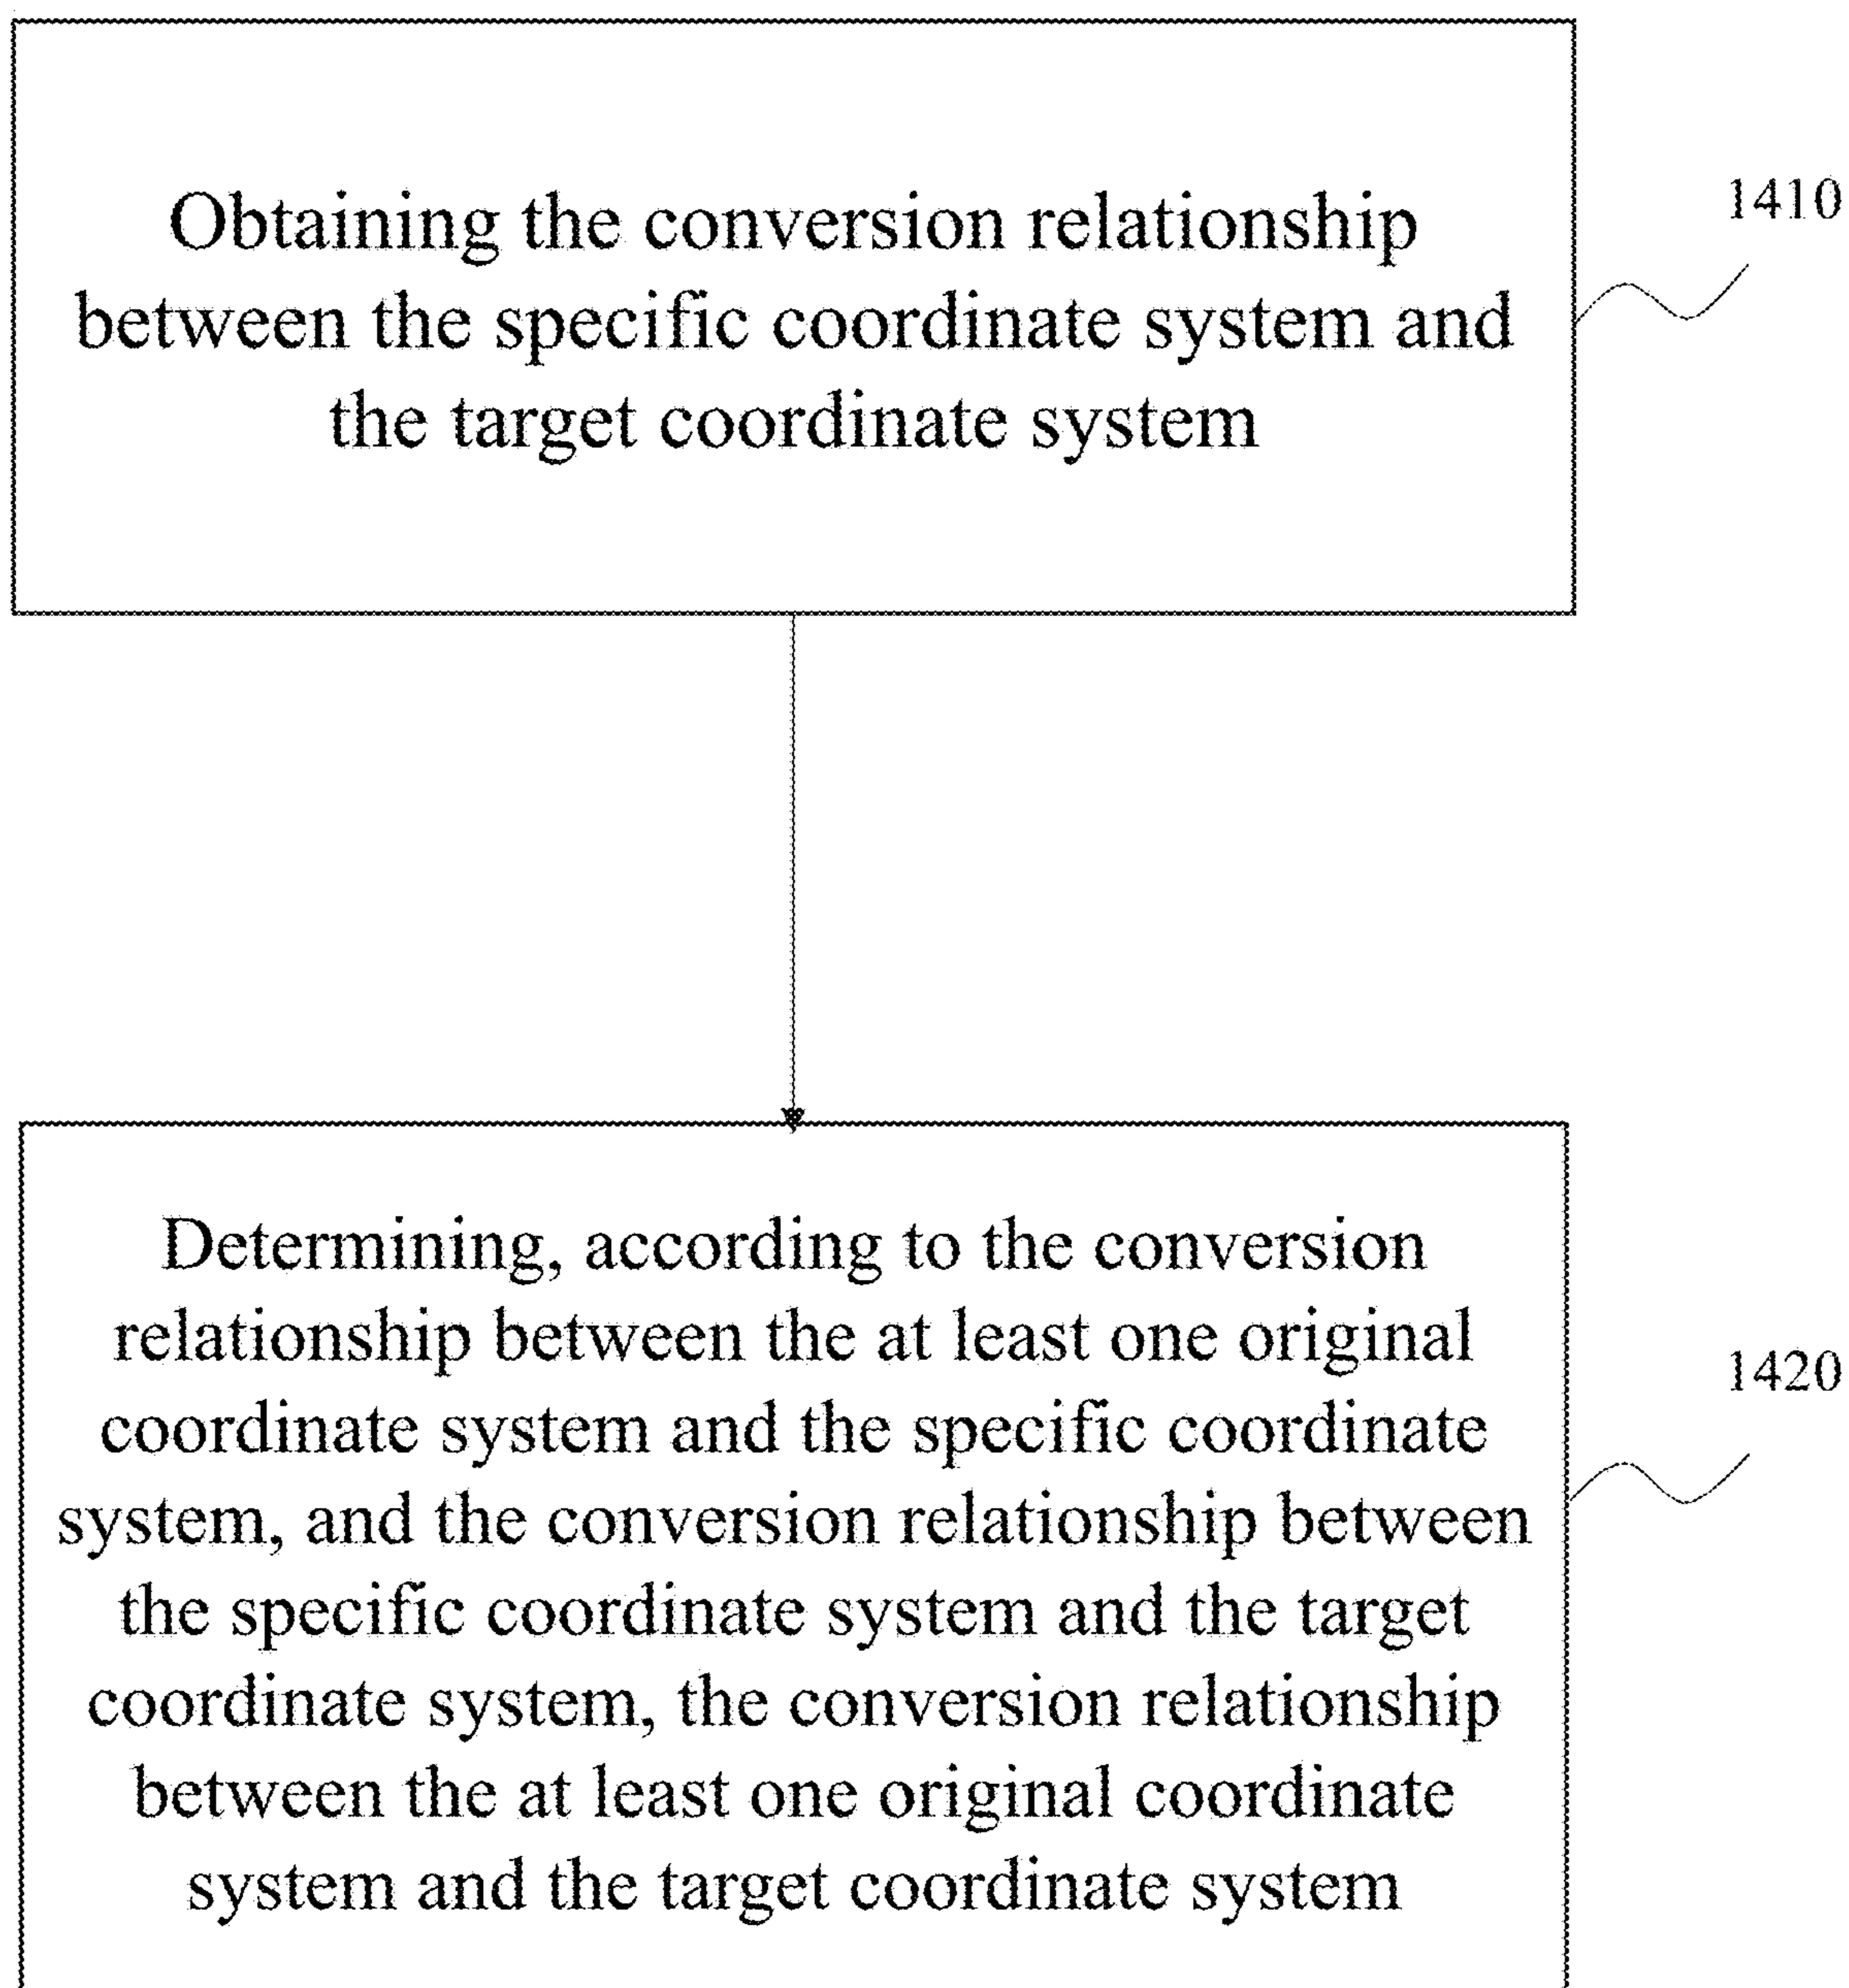 Obtaining the conversion relationship
between the specific coordinate system and
the target coordinate system
1410
Determining, according to the conversion
relationship between the at least one original
coordinate system and the specific coordinate
system, and the conversion relationship between
the specific coordinate system and the target
coordinate system, the conversion relationship
between the at least one original coordinate
system and the target coordinate system
1420